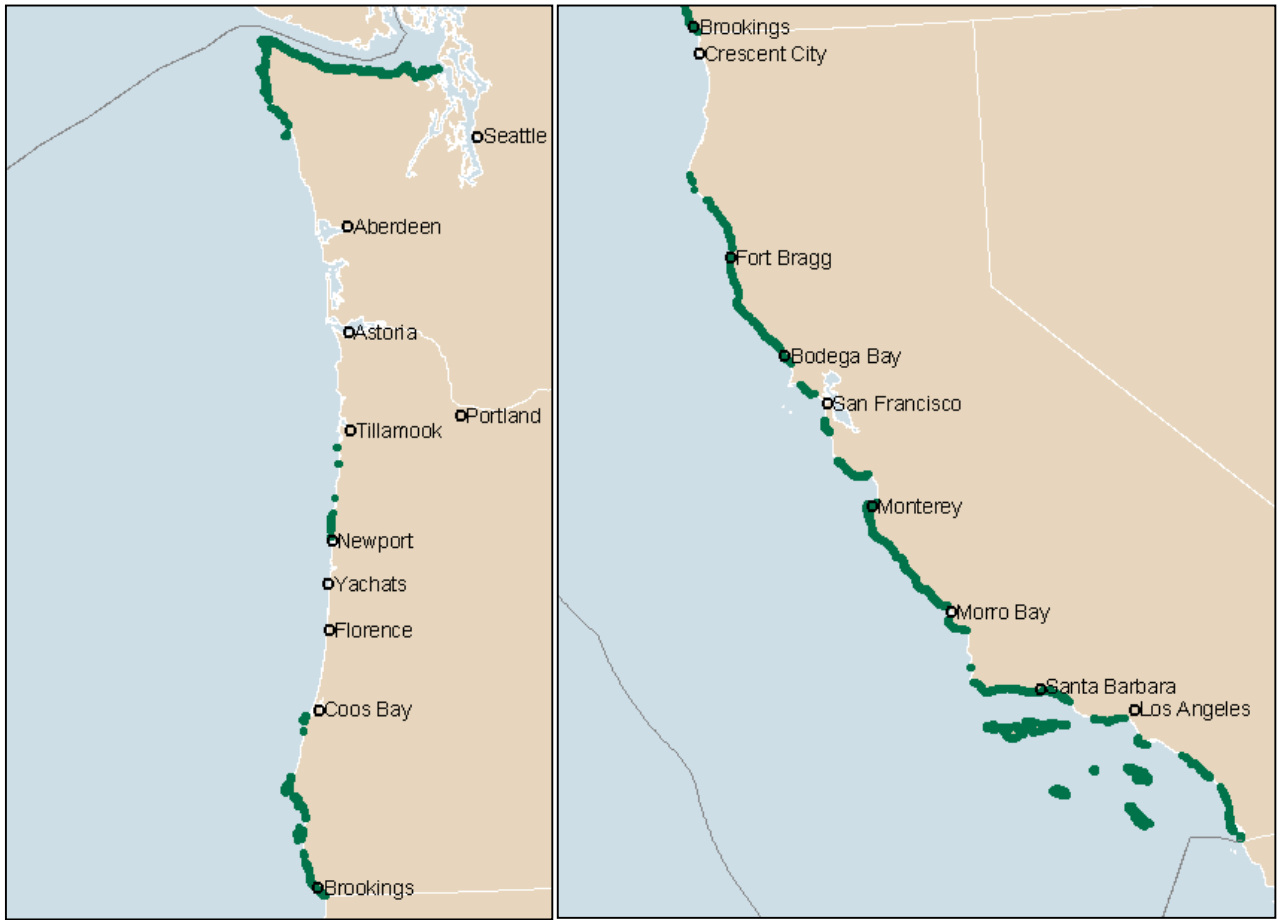 Seattle
Aberdeen
Astoria
Portland
Tillamook
Newport
Yachats
Florence
Coos Bay
Brookings
Brookings
Crescent City
Fort Bragg
Bodega Bay
San Francisco
Monterey
Morro Bay
Santa Barbara
Los Angeles